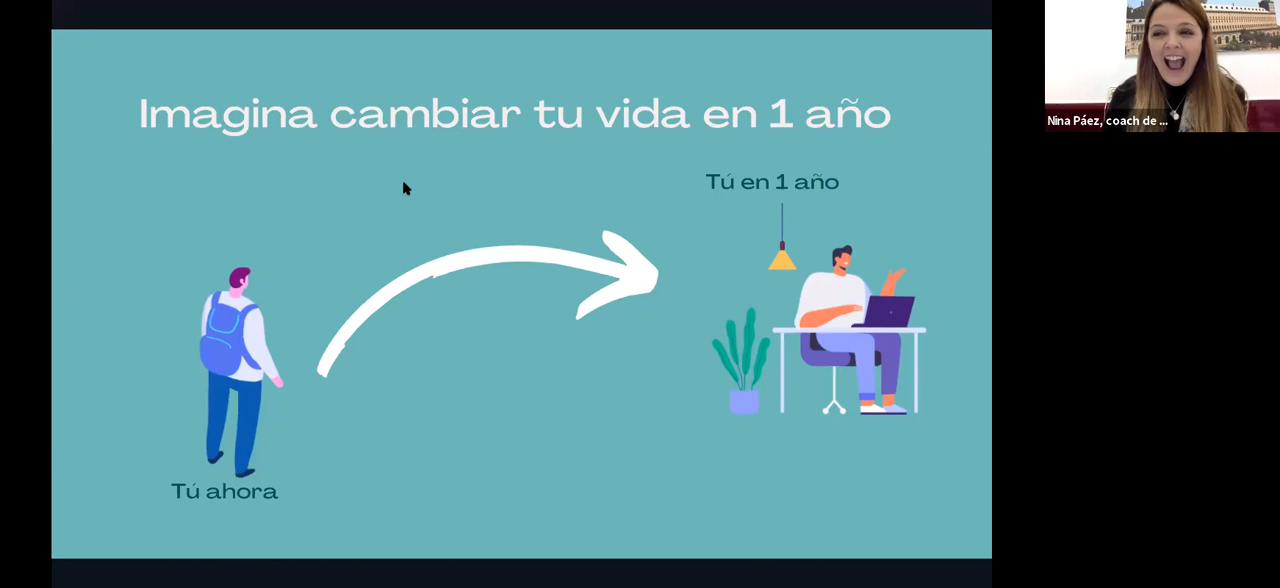 Imagina cambiar tu vida en 1 año
Tú en 1 año
Tú ahora
Nina Páez, coach de ...